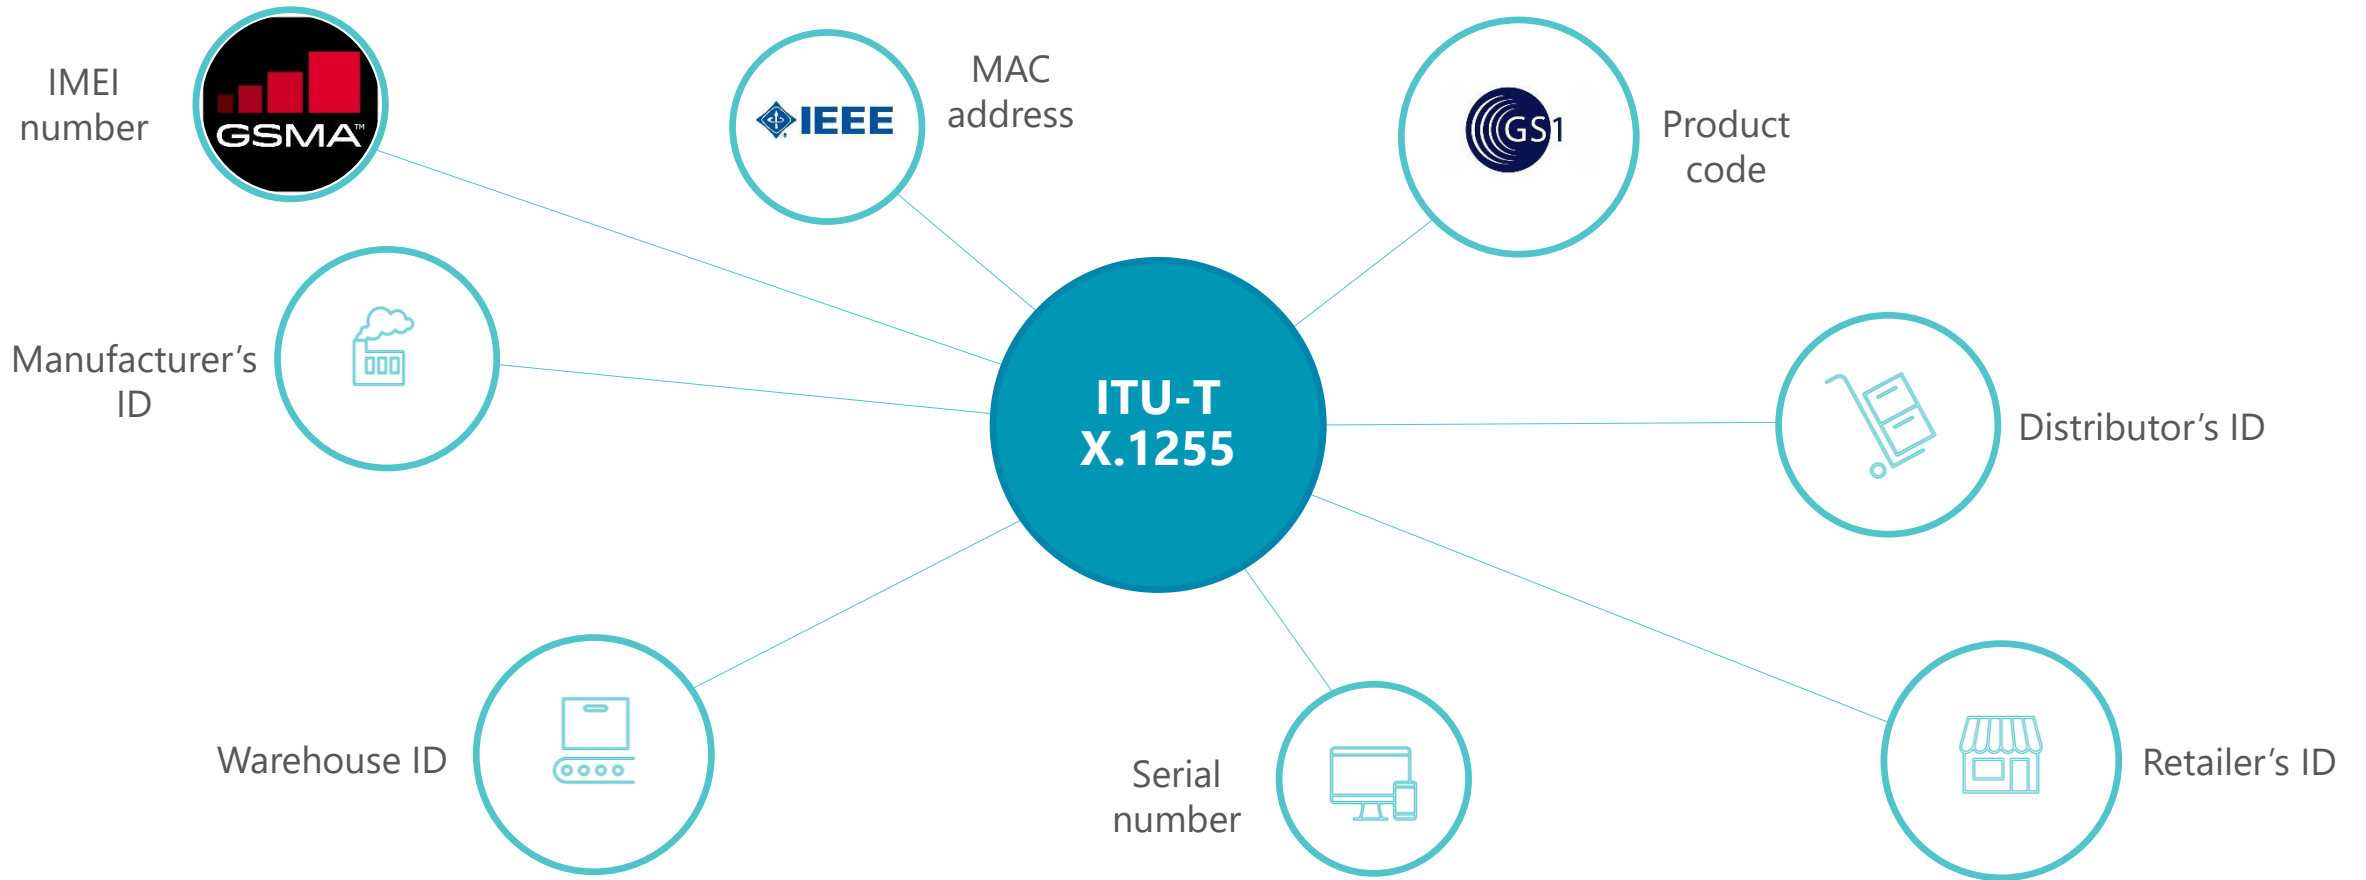 IMEI
number
GSMA™
IEEE
MAC
address
GS1
Product
code
Manufacturer’s
ID
ITU-T
X.1255
Distributor’s ID
Warehouse ID
Serial
number
Retailer’s ID